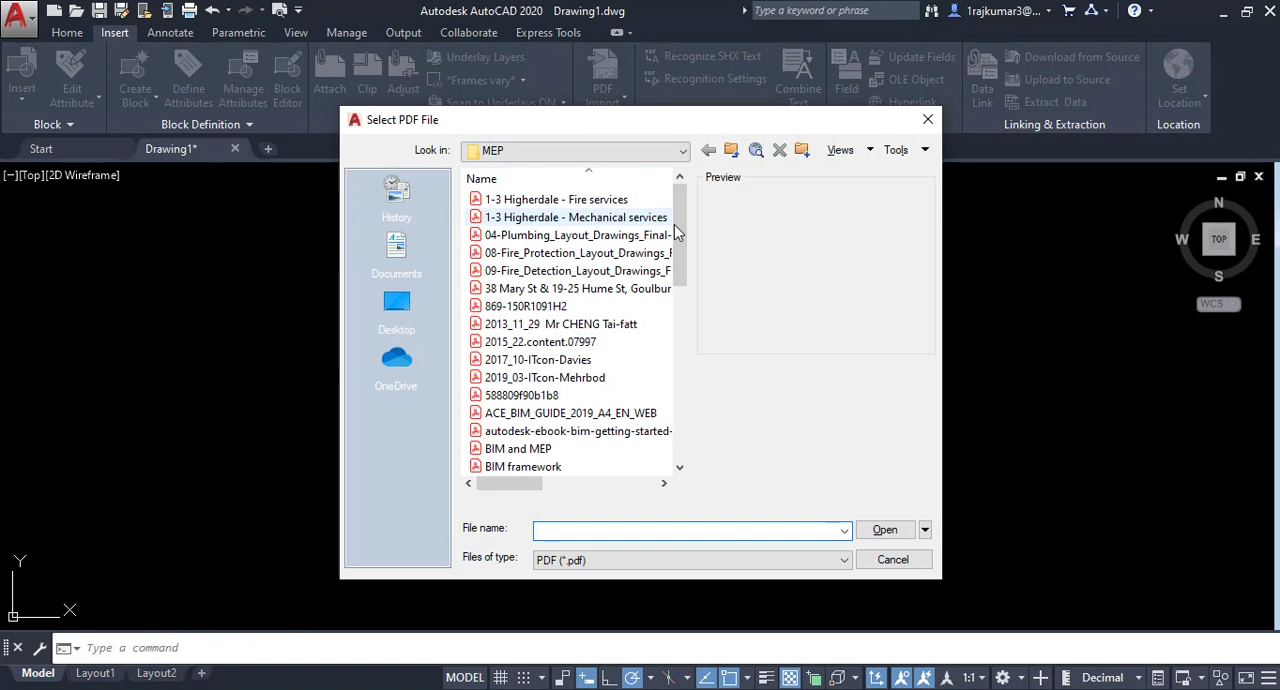 Autodesk AutoCAD 2020 Drawing1.dwg
Type a keyword or phrase
1rajkumar3@...
Home Insert Annotate Parametric View Manage Output Collaborate Express Tools
Insert
Edit Attribute
Create Block
Define Attributes
Manage Attributes
Block Editor
Attach
Clip
Adjust
Underlay Layers
*Frames vary*
Snap to Underlays ON
PDF Import
Recognize SHX Text
Recognition Settings
Combine Text
Field
Update Fields
OLE Object
Hyperlink
Data Link
Download from Source
Upload to Source
Extract Data
Set Location
Block
Block Definition
Linking & Extraction
Location
Start
Drawing1*
[−][Top][2D Wireframe]
Select PDF File
Look in: MEP
Views
Tools
History
Documents
Desktop
OneDrive
Name
1-3 Higherdale - Fire services
1-3 Higherdale - Mechanical services
04-Plumbing_Layout_Drawings_Final-
08-Fire_Protection_Layout_Drawings_F
09-Fire_Detection_Layout_Drawings_F
38 Mary St & 19-25 Hume St, Goulbur
869-150R1091H2
2013_11_29 Mr CHENG Tai-fatt
2015_22.content.07997
2017_10-ITcon-Davies
2019_03-ITcon-Mehrbod
588809f90b1b8
ACE_BIM_GUIDE_2019_A4_EN_WEB
autodesk-ebook-bim-getting-started-
BIM and MEP
BIM framework
Preview
File name:
Open
Files of type: PDF (*.pdf)
Cancel
N
W TOP E
S
WCS
Y
X
Type a command
Model Layout1 Layout2
MODEL
1:1
Decimal